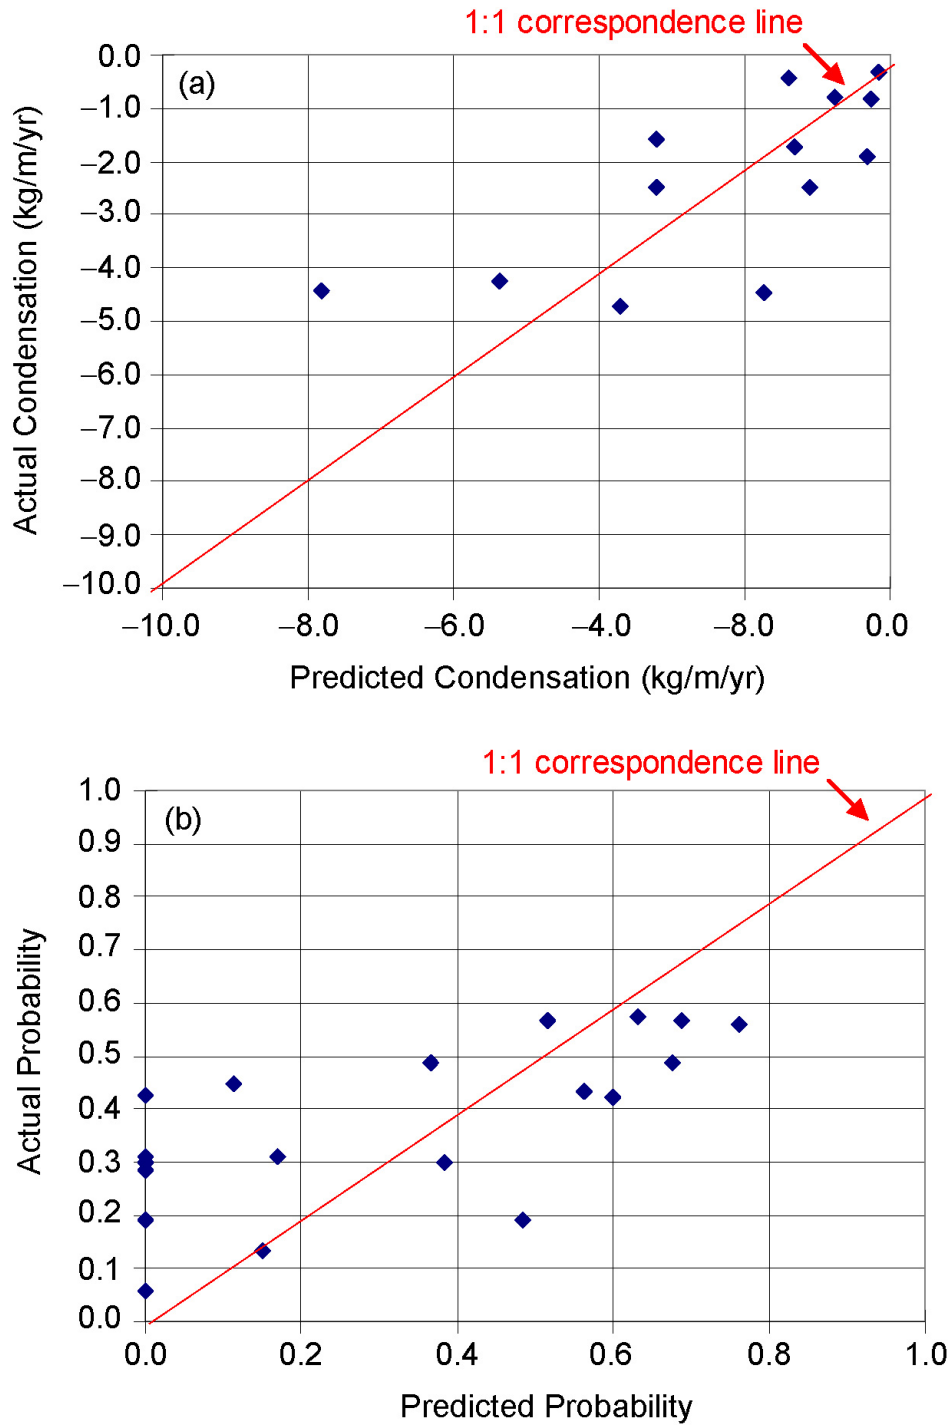 1:1 correspondence line
(a)
Actual Condensation (kg/m/yr)
0.0
−1.0
−2.0
−3.0
−4.0
−5.0
−6.0
−7.0
−8.0
−9.0
−10.0
−10.0 −8.0 −6.0 −4.0 −8.0 0.0
Predicted Condensation (kg/m/yr)
1:1 correspondence line
(b)
Actual Probability
1.0
0.9
0.8
0.7
0.6
0.5
0.4
0.3
0.2
0.1
0.0
0.0 0.2 0.4 0.6 0.8 1.0
Predicted Probability